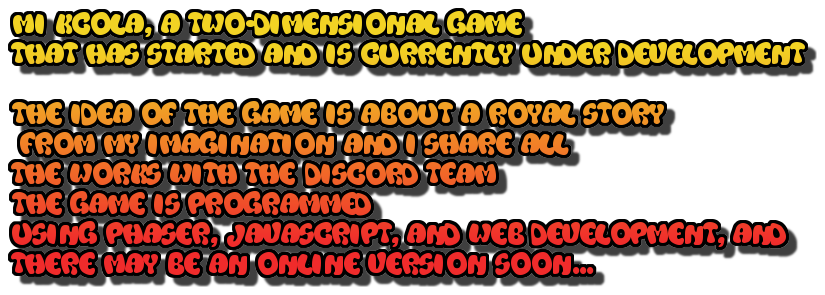 MI KGOLA, A TWO-DIMENSIONAL GAME
THAT HAS STARTED AND IS CURRENTLY UNDER DEVELOPMENT
THE IDEA OF THE GAME IS ABOUT A ROYAL STORY
FROM MY IMAGINATION AND I SHARE ALL
THE WORKS WITH THE DISCORD TEAM
THE GAME IS PROGRAMMED
USING PHASER, JAVASCRIPT, AND WEB DEVELOPMENT, AND
THERE MAY BE AN ONLINE VERSION SOON...